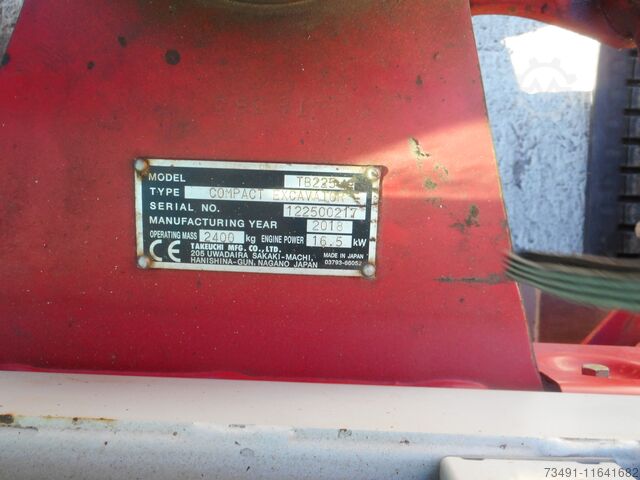 MODEL TB225
TYPE COMPACT EXCAVATOR
SERIAL NO. 122500217
MANUFACTURING YEAR 2018
OPERATING MASS 2400 kg ENGINE POWER 16.5 kW
CE TAKEUCHI MFG. CO., LTD.
205 UWADAIRA SAKAKI-MACHI, MADE IN JAPAN
HANISHINA-GUN, NAGANO JAPAN 03793-66052
73491-11641682